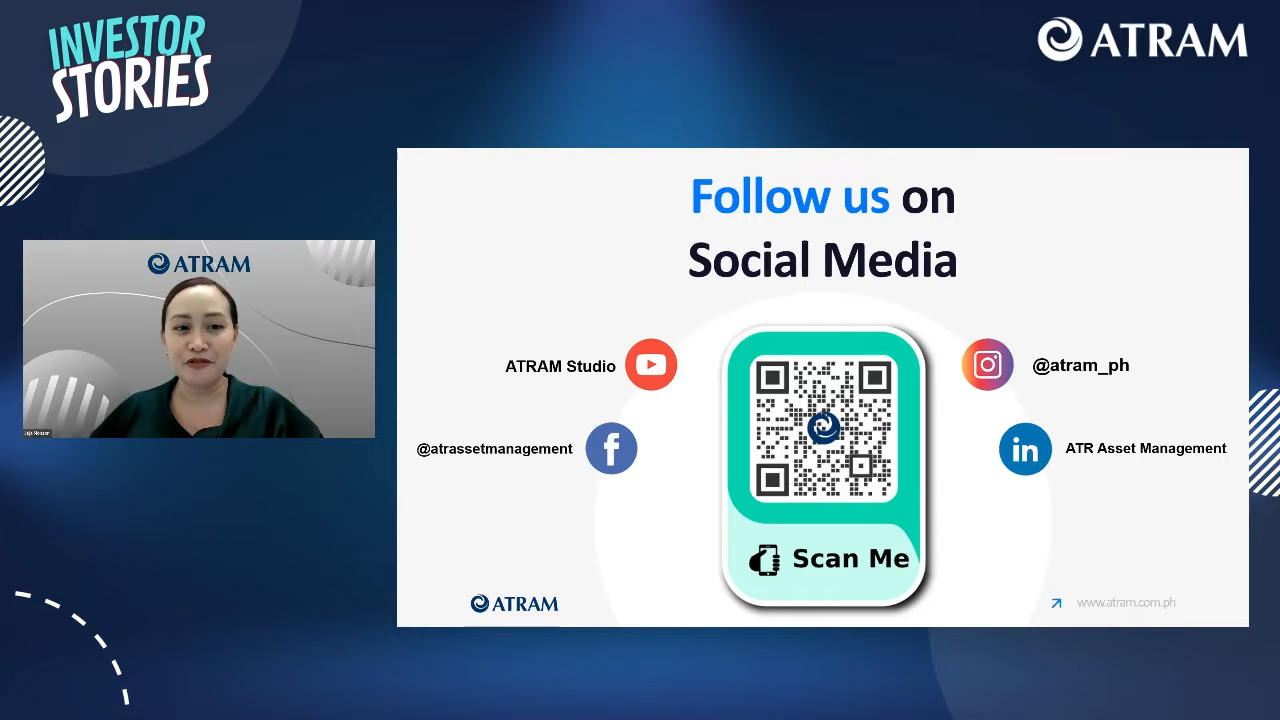 INVESTOR
STORIES
ATRAM
ATRAM
Follow us on
Social Media
ATRAM Studio
@atram_ph
@atrassetmanagement
ATR Asset Management
Scan Me
ATRAM
www.atram.com.ph